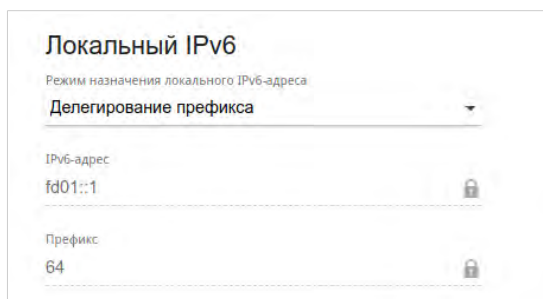 Локальный IPv6
Режим назначения локального IPv6-адреса
Делегирование префикса
IPv6-адрес
fd01::1
Префикс
64